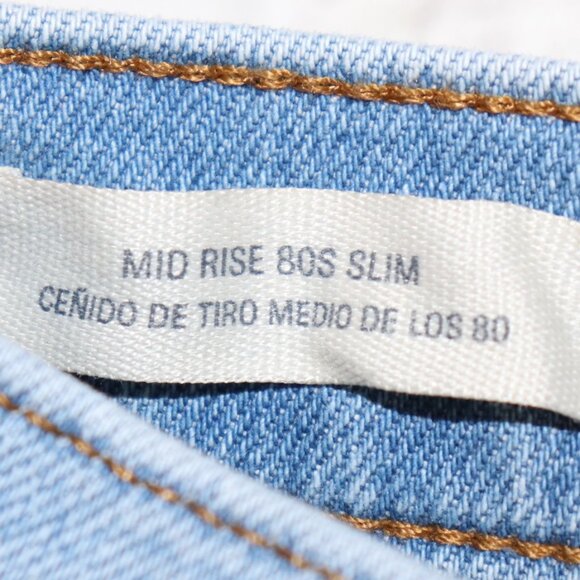 MID RISE 80S SLIM
CEÑIDO DE TIRO MEDIO DE LOS 80